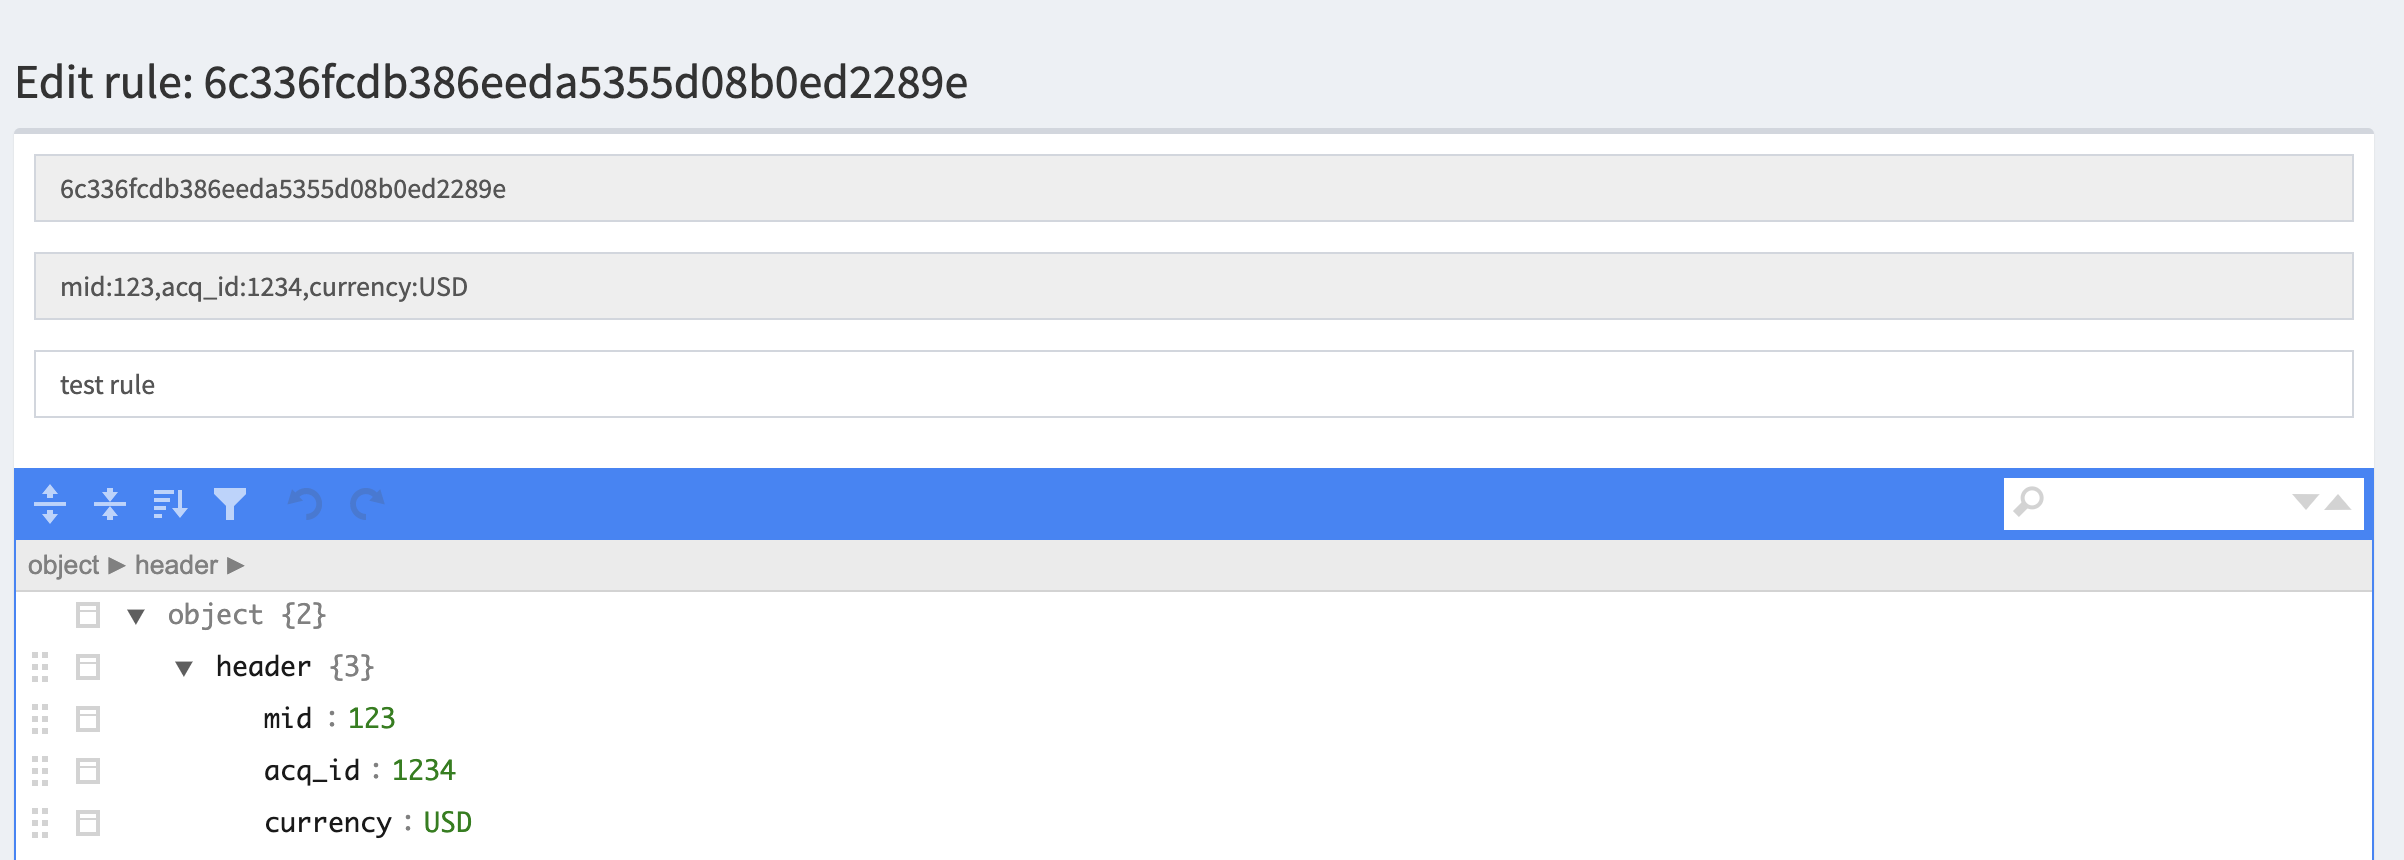 Edit rule: 6c336fcdb386eeda5355d08b0ed2289e
6c336fcdb386eeda5355d08b0ed2289e
mid:123,acq_id:1234,currency:USD
test rule
object ► header ►
▼ object {2}
▼ header {3}
mid : 123
acq_id : 1234
currency : USD